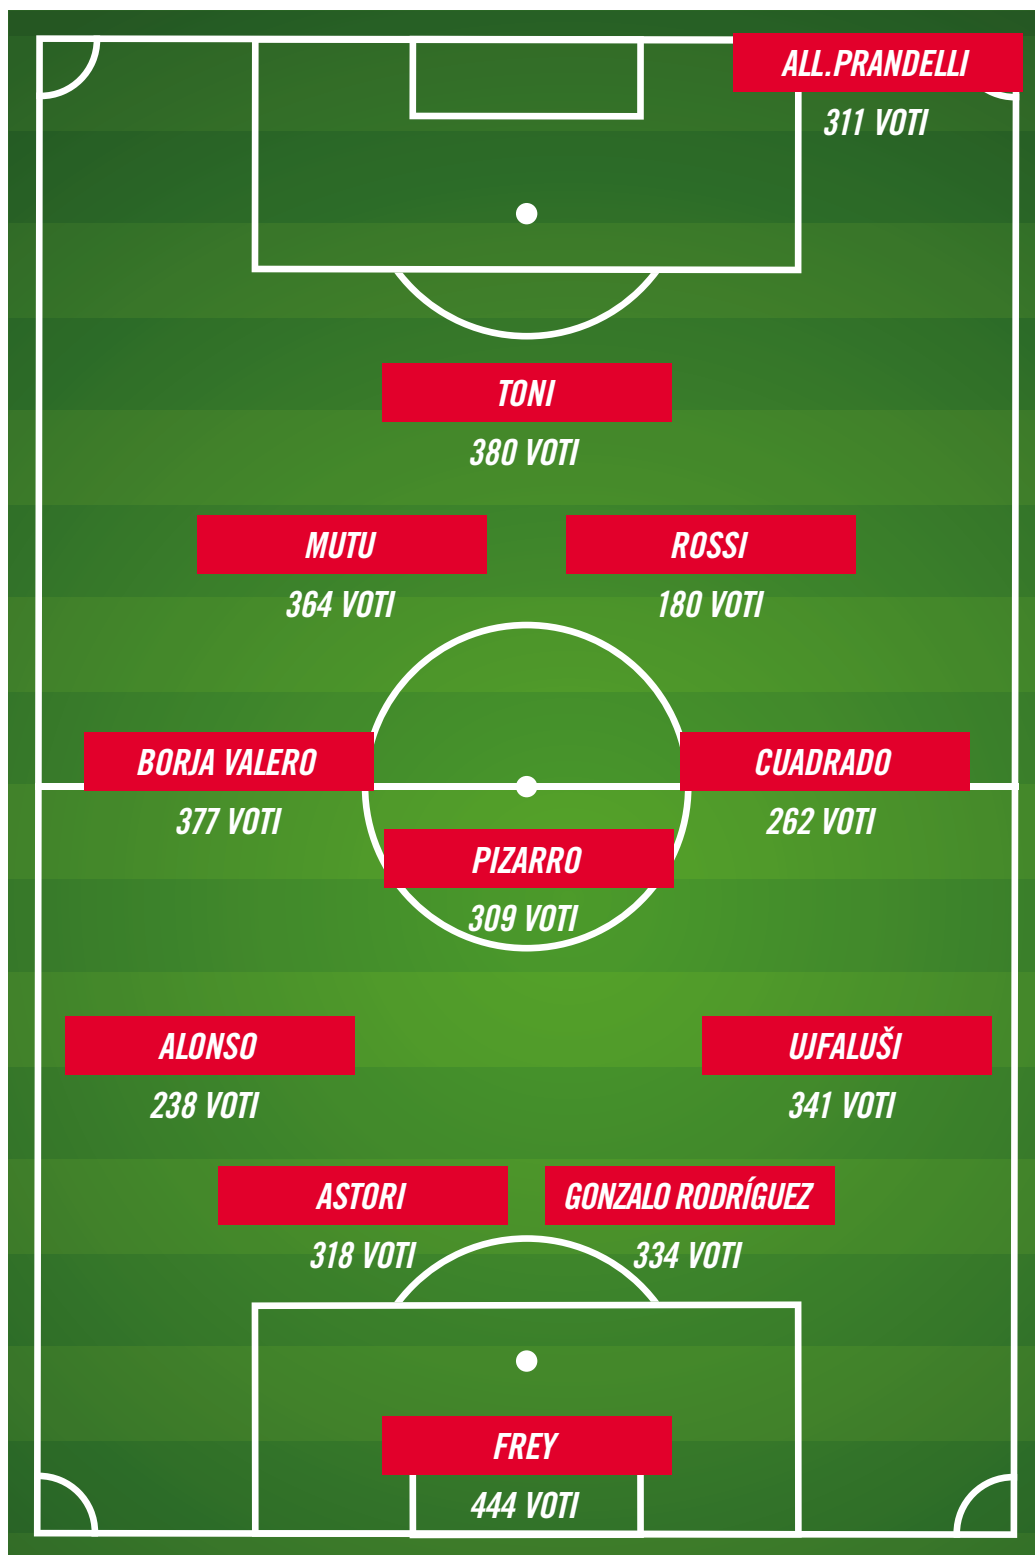 ALL.PRANDELLI
311 VOTI
TONI
380 VOTI
MUTU
364 VOTI
ROSSI
180 VOTI
BORJA VALERO
377 VOTI
CUADRADO
262 VOTI
PIZARRO
309 VOTI
ALONSO
238 VOTI
UJFALUŠI
341 VOTI
ASTORI
318 VOTI
GONZALO RODRÍGUEZ
334 VOTI
FREY
444 VOTI